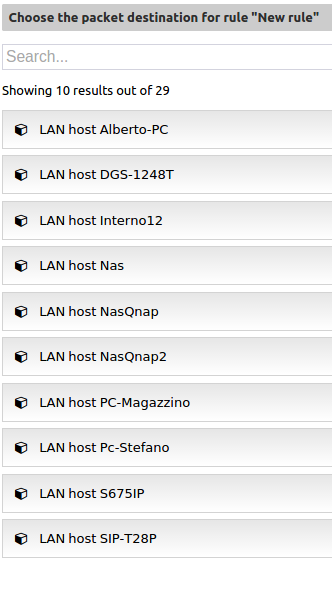 Choose the packet destination for rule "New rule"
Search...
Showing 10 results out of 29
LAN host Alberto-PC
LAN host DGS-1248T
LAN host Interno12
LAN host Nas
LAN host NasQnap
LAN host NasQnap2
LAN host PC-Magazzino
LAN host Pc-Stefano
LAN host S675IP
LAN host SIP-T28P